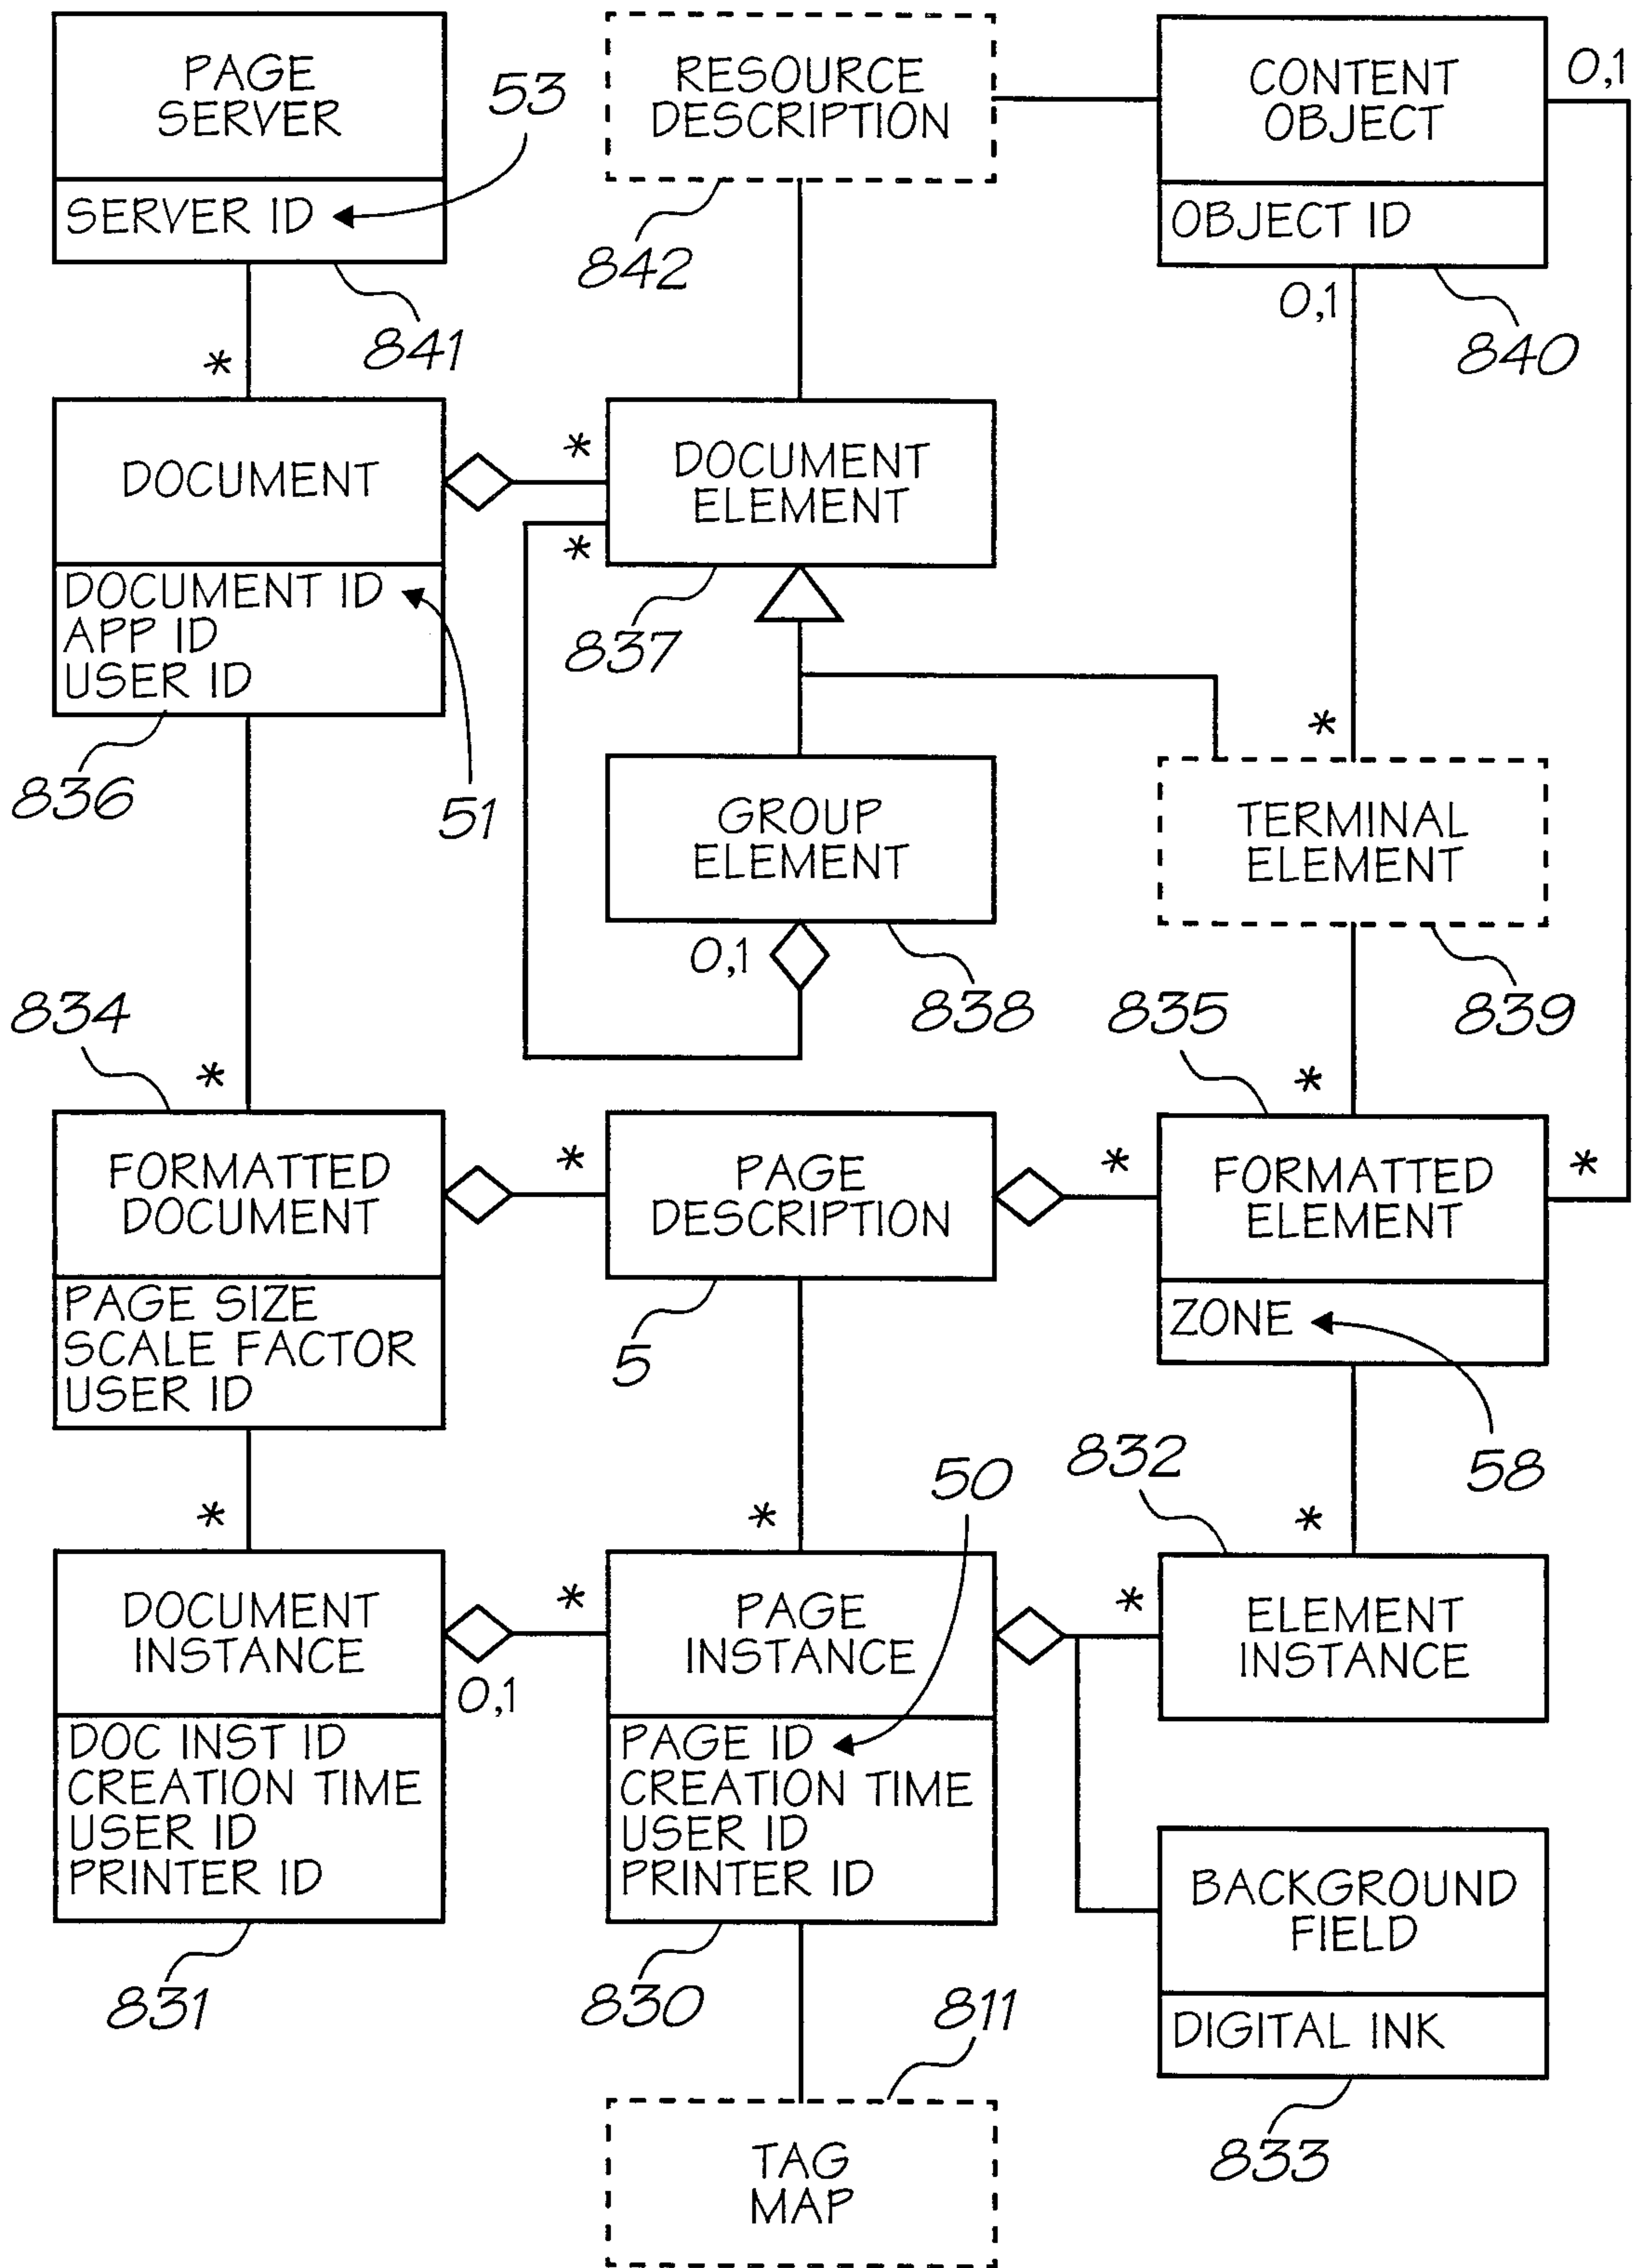 PAGE
SERVER
SERVER ID
53
841
RESOURCE
DESCRIPTION
842
CONTENT
OBJECT
OBJECT ID
0,1
0,1
840
*
DOCUMENT
DOCUMENT ID
APP ID
USER ID
836
51
*
*
DOCUMENT
ELEMENT
837
GROUP
ELEMENT
0,1
838
*
TERMINAL
ELEMENT
839
834
*
FORMATTED
DOCUMENT
PAGE SIZE
SCALE FACTOR
USER ID
*
PAGE
DESCRIPTION
5
835
*
*
*
FORMATTED
ELEMENT
ZONE
58
*
DOCUMENT
INSTANCE
DOC INST ID
CREATION TIME
USER ID
PRINTER ID
831
0,1
*
*
50
PAGE
INSTANCE
PAGE ID
CREATION TIME
USER ID
PRINTER ID
830
832
*
*
ELEMENT
INSTANCE
BACKGROUND
FIELD
DIGITAL INK
833
811
TAG
MAP